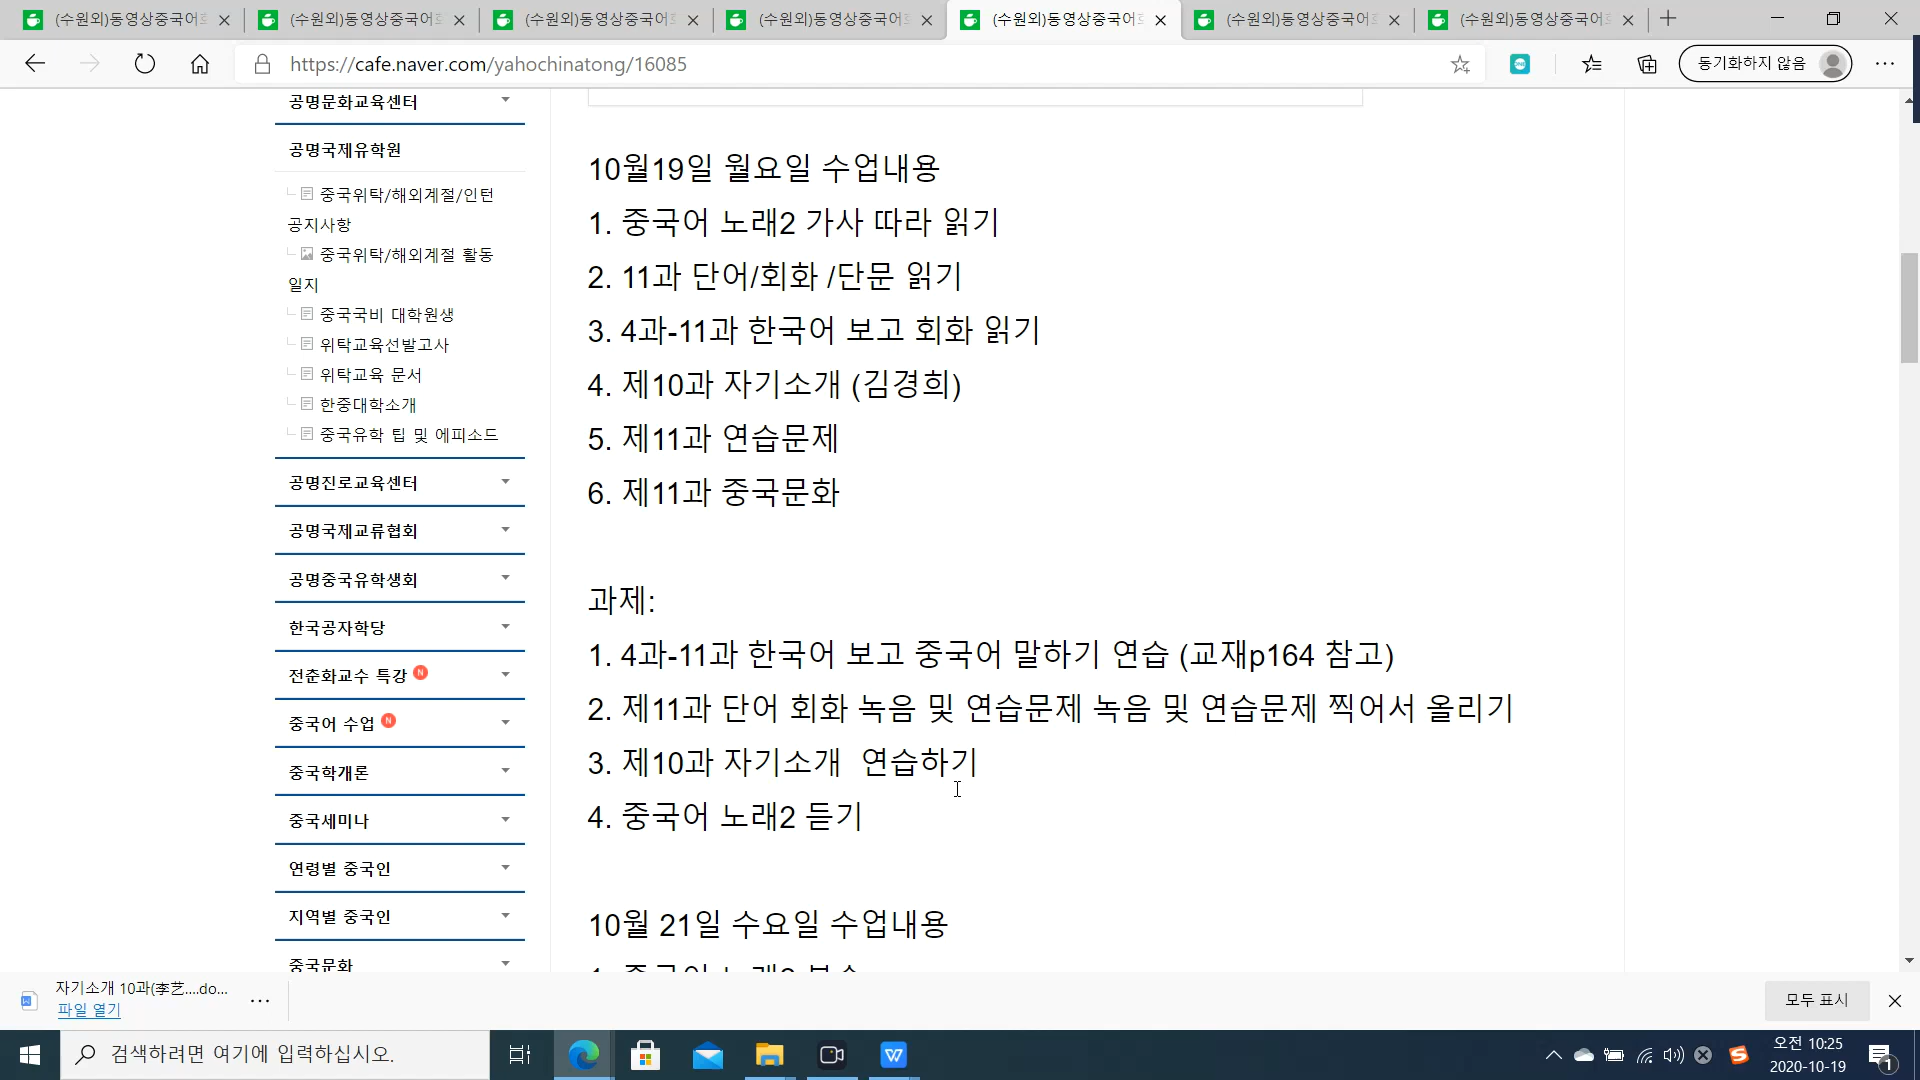 (수원외)동영상중국어회
(수원외)동영상중국어회
(수원외)동영상중국어회
(수원외)동영상중국어회
(수원외)동영상중국어회
(수원외)동영상중국어회
(수원외)동영상중국어회
https://cafe.naver.com/yahochinatong/16085
동기화하지 않음
공명문화교육센터
공명국제유학원
중국위탁/해외계절/인턴
공지사항
중국위탁/해외계절 활동
일지
중국국비 대학원생
위탁교육선발고사
위탁교육 문서
한중대학소개
중국유학 팁 및 에피소드
공명진로교육센터
공명국제교류협회
공명중국유학생회
한국공자학당
전춘화교수 특강 N
중국어 수업 N
중국학개론
중국세미나
연령별 중국인
지역별 중국인
중국문화
10월19일 월요일 수업내용
1. 중국어 노래2 가사 따라 읽기
2. 11과 단어/회화 /단문 읽기
3. 4과-11과 한국어 보고 회화 읽기
4. 제10과 자기소개 (김경희)
5. 제11과 연습문제
6. 제11과 중국문화
과제:
1. 4과-11과 한국어 보고 중국어 말하기 연습 (교재p164 참고)
2. 제11과 단어 회화 녹음 및 연습문제 녹음 및 연습문제 찍어서 올리기
3. 제10과 자기소개  연습하기
4. 중국어 노래2 듣기
10월 21일 수요일 수업내용
자기소개 10과(李艺....do...
파일 열기
모두 표시
검색하려면 여기에 입력하십시오.
오전 10:25
2020-10-19
1